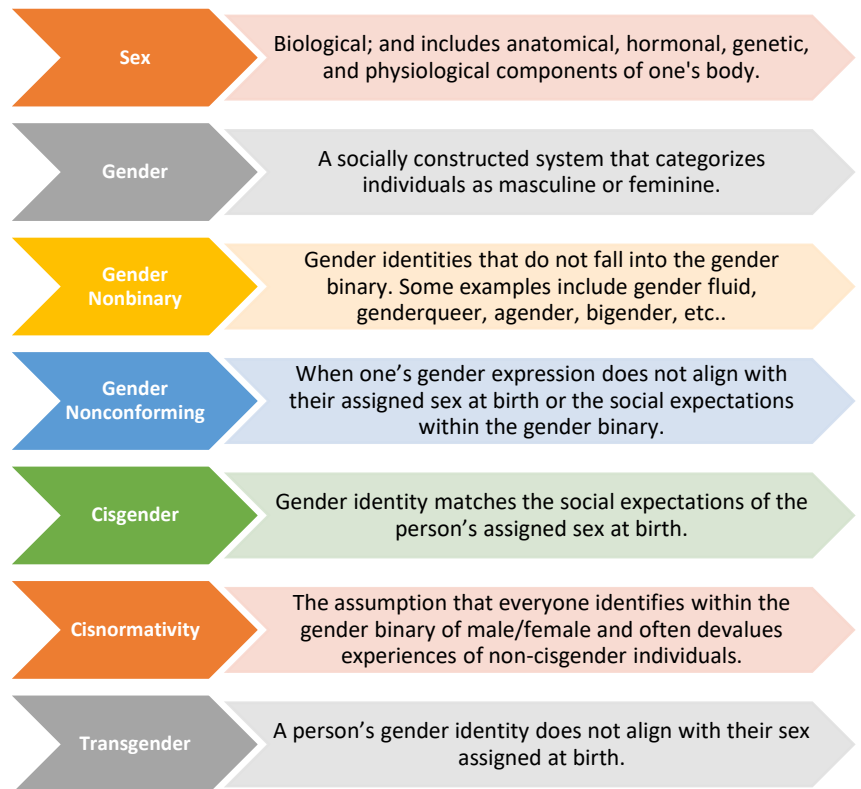 Sex
Biological; and includes anatomical, hormonal, genetic,
and physiological components of one's body.
Gender
A socially constructed system that categorizes
individuals as masculine or feminine.
Gender
Nonbinary
Gender identities that do not fall into the gender
binary. Some examples include gender fluid,
genderqueer, agender, bigender, etc..
Gender
Nonconforming
When one’s gender expression does not align with
their assigned sex at birth or the social expectations
within the gender binary.
Cisgender
Gender identity matches the social expectations of the
person’s assigned sex at birth.
Cisnormativity
The assumption that everyone identifies within the
gender binary of male/female and often devalues
experiences of non-cisgender individuals.
Transgender
A person’s gender identity does not align with their sex
assigned at birth.